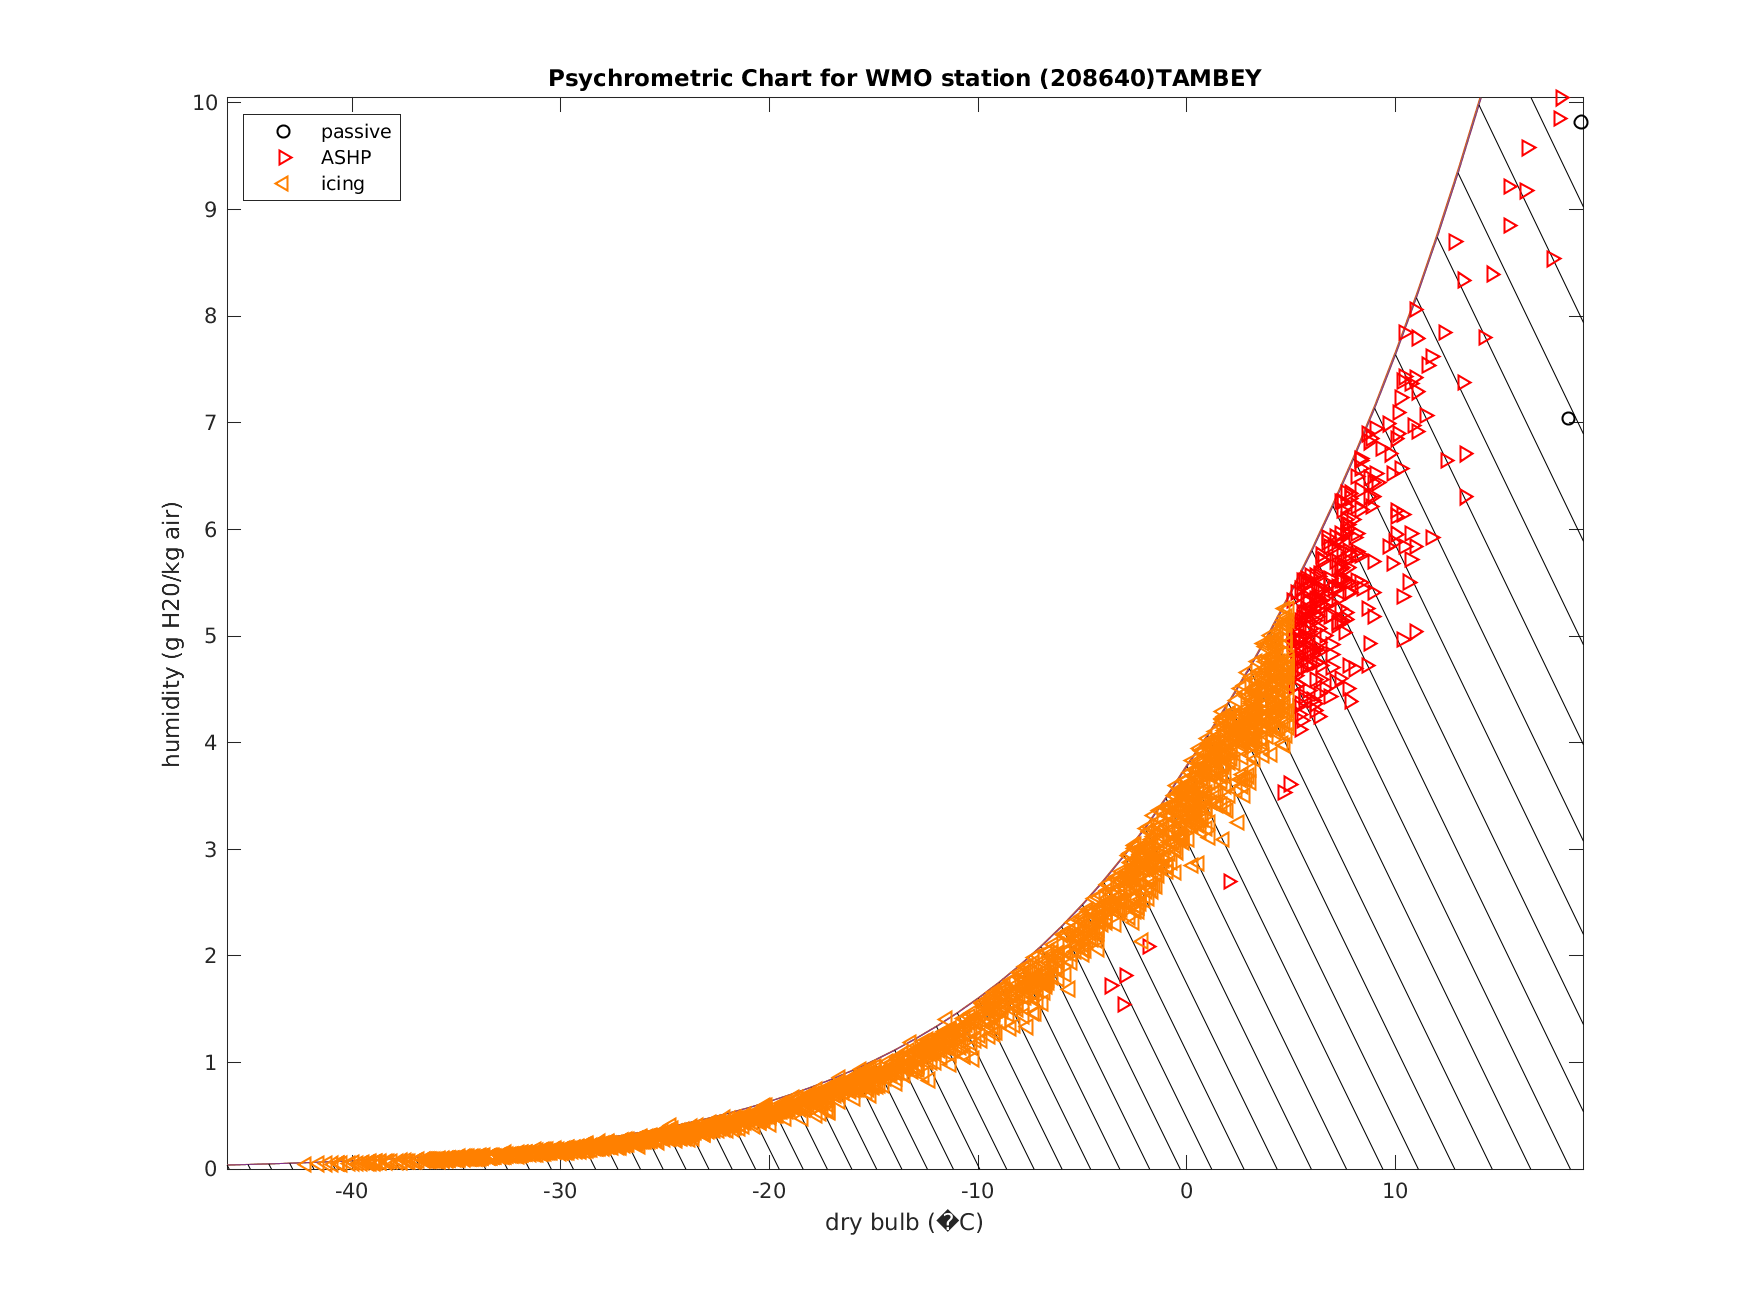 Psychrometric Chart for WMO station (208640)TAMBEY
passive
ASHP
icing
10
9
8
7
6
5
4
3
2
1
0
humidity (g H20/kg air)
-40 -30 -20 -10 0 10
dry bulb (�C)